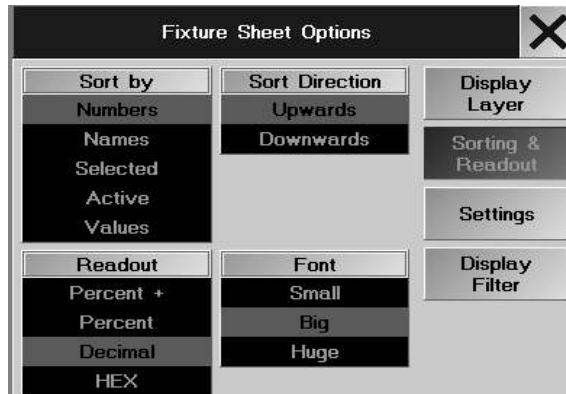 Fixture Sheet Options
Sort by
Numbers
Names
Selected
Active
Values
Sort Direction
Upwards
Downwards
Readout
Percent +
Percent
Decimal
HEX
Font
Small
Big
Huge
Display
Layer
Sorting &
Readout
Settings
Display
Filter